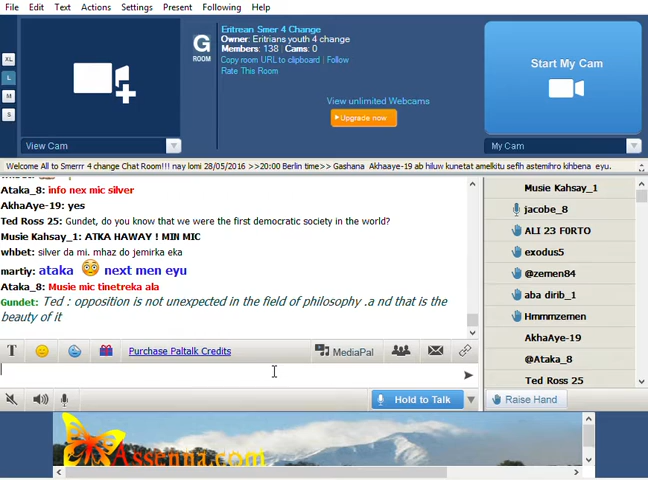 File Edit Text Actions Settings Present Following Help
XL
L
M
S
View Cam
G
ROOM
Eritrean Smer 4 Change
Owner: Eritrians youth 4 change
Members: 138 | Cams: 0
Copy room URL to clipboard | Follow
Rate This Room
View unlimited Webcams
Upgrade now
Start My Cam
My Cam
Welcome All to Smerrr 4 change Chat Room!!! nay lomi 28/05/2016 >>20:00 Berlin time>> Gashana Akhaaye-19 ab hiluw kunetat amelkitu sefih astemihro kihbena eyu.
Ataka_8: info nex mic silver
AkhaAye-19: yes
Ted Ross 25: Gundet, do you know that we were the first democratic society in the world?
Musie Kahsay_1: ATKA HAWAY ! MIN MIC
whbet: silver da mi. mhaz do jemirka eka
martiy: ataka next men eyu
Ataka_8: Musie mic tinetreka ala
Gundet: Ted : opposition is not unexpected in the field of philosophy .a nd that is the
beauty of it
Musie Kahsay_1
jacobe_8
ALI 23 FORTO
exodus5
@zemen84
aba dirib_1
Hmmmzemen
AkhaAye-19
@Ataka_8
Ted Ross 25
T
Purchase Paltalk Credits
MediaPal
Hold to Talk
Raise Hand
Assenna.com